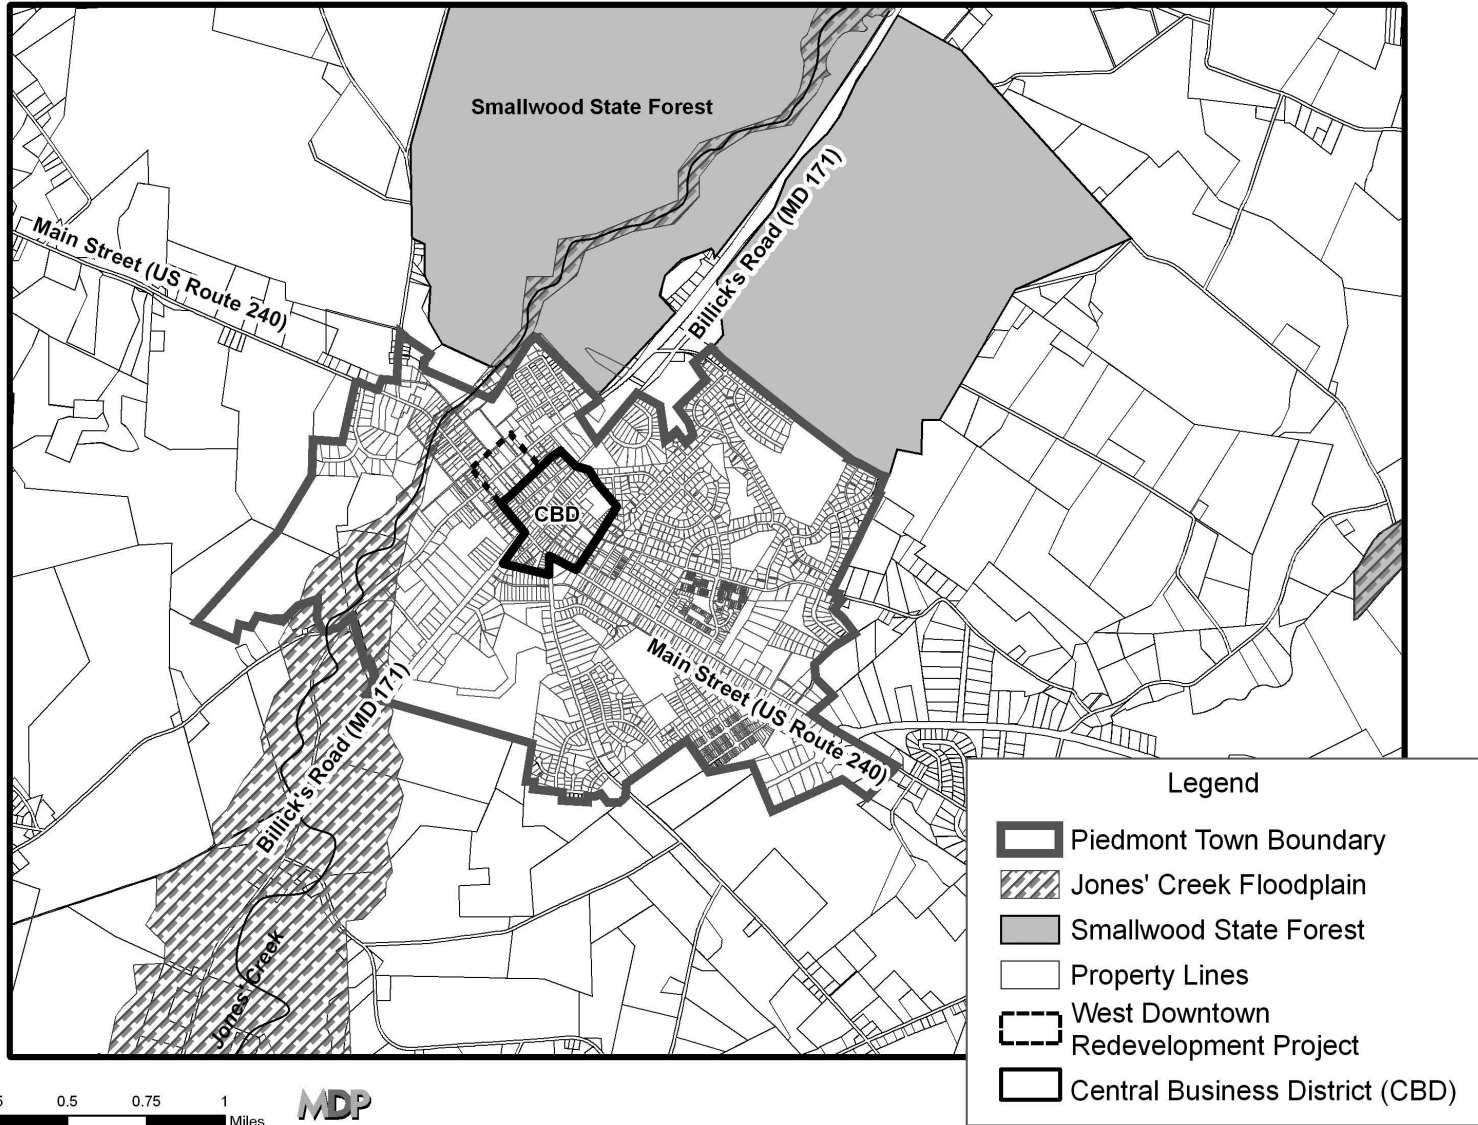 Smallwood State Forest
Main Street (US Route 240)
Billick's Road (MD 171)
CBD
Main Street (US Route 240)
Billick's Road (MD 171)
Jones' Creek
Legend
Piedmont Town Boundary
Jones' Creek Floodplain
Smallwood State Forest
Property Lines
West Downtown
Redevelopment Project
Central Business District (CBD)
0.5 0.75 1
Miles
MDP